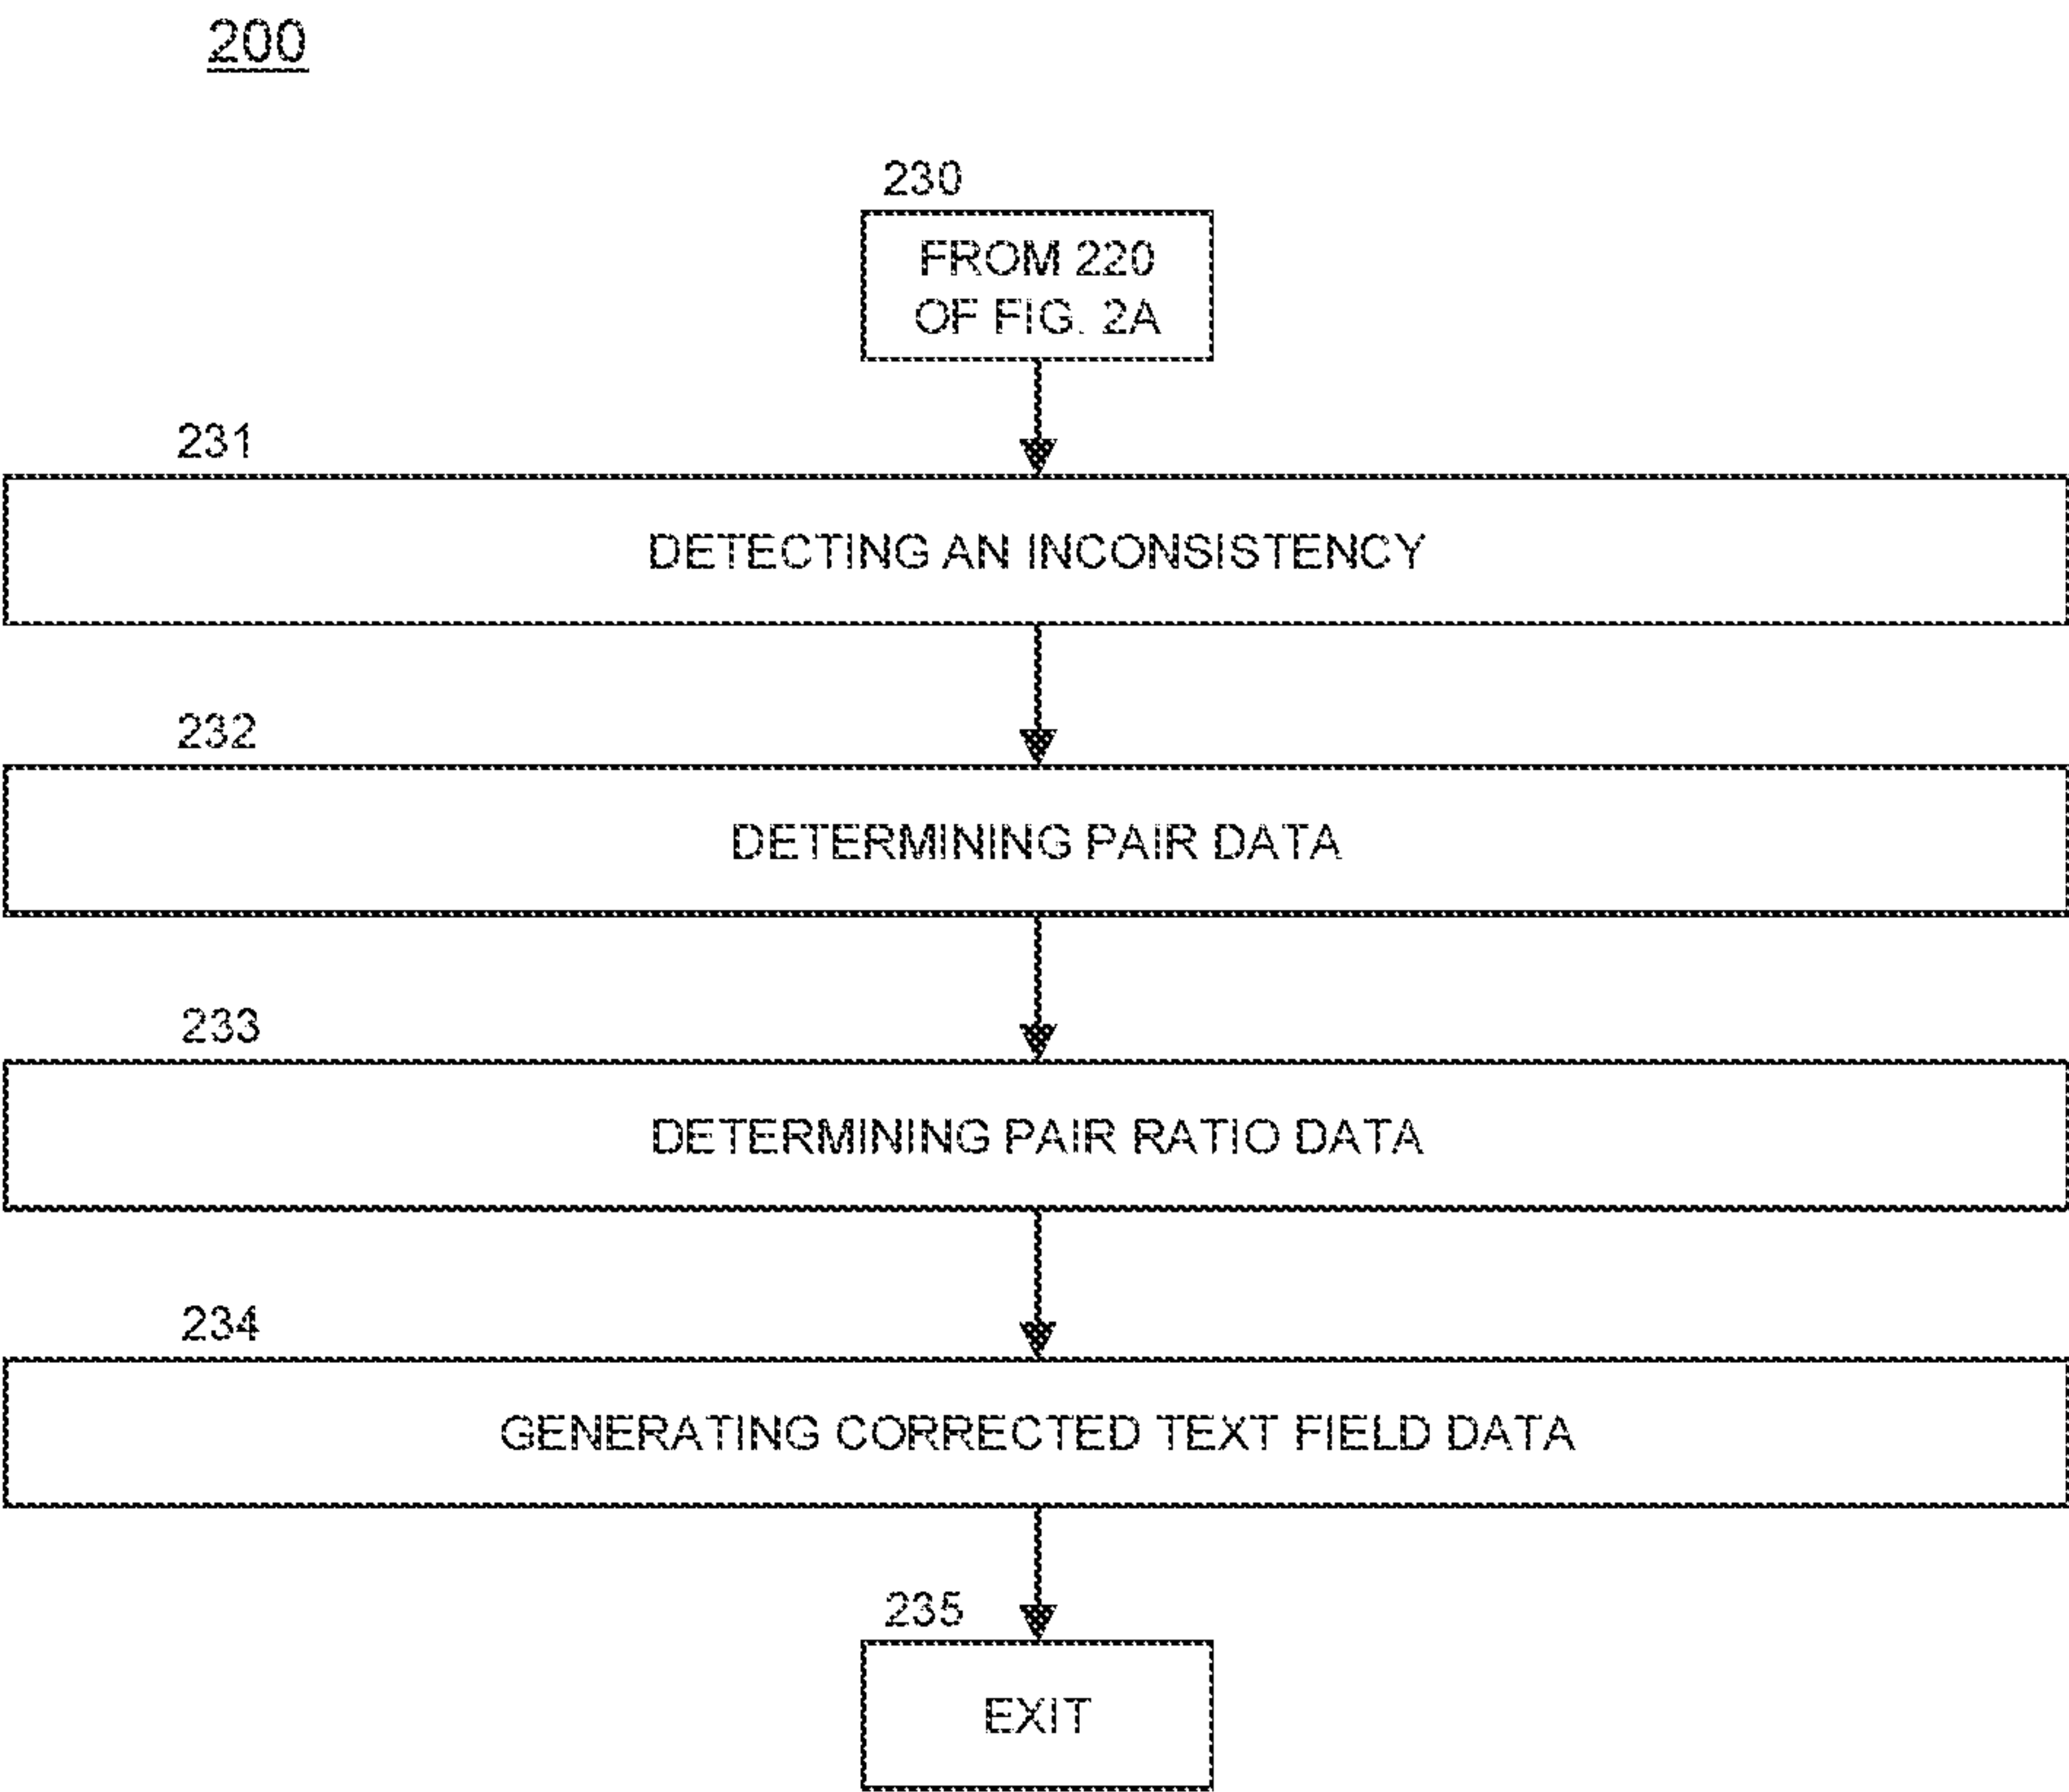 200
230
FROM 220
OF FIG. 2A
231
DETECTING AN INCONSISTENCY
232
DETERMINING PAIR DATA
233
DETERMINING PAIR RATIO DATA
234
GENERATING CORRECTED TEXT FIELD DATA
235
EXIT